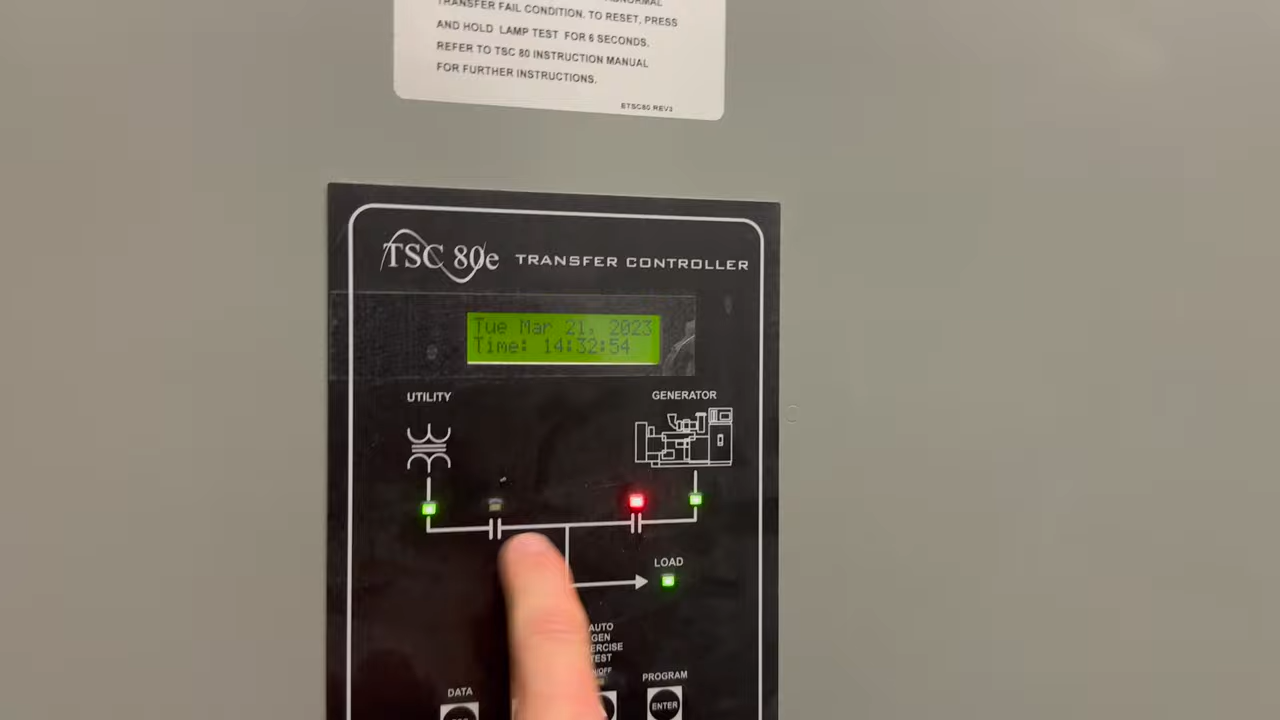 TRANSFER FAIL CONDITION. TO RESET, PRESS
AND HOLD LAMP TEST FOR 6 SECONDS.
REFER TO TSC 80 INSTRUCTION MANUAL
FOR FURTHER INSTRUCTIONS.
ETSC80 REV3
TSC 80e TRANSFER CONTROLLER
Tue Mar 21, 2023
Time: 14:32:54
UTILITY
GENERATOR
LOAD
AUTO
GEN
TEST
PROGRAM
DATA
ENTER